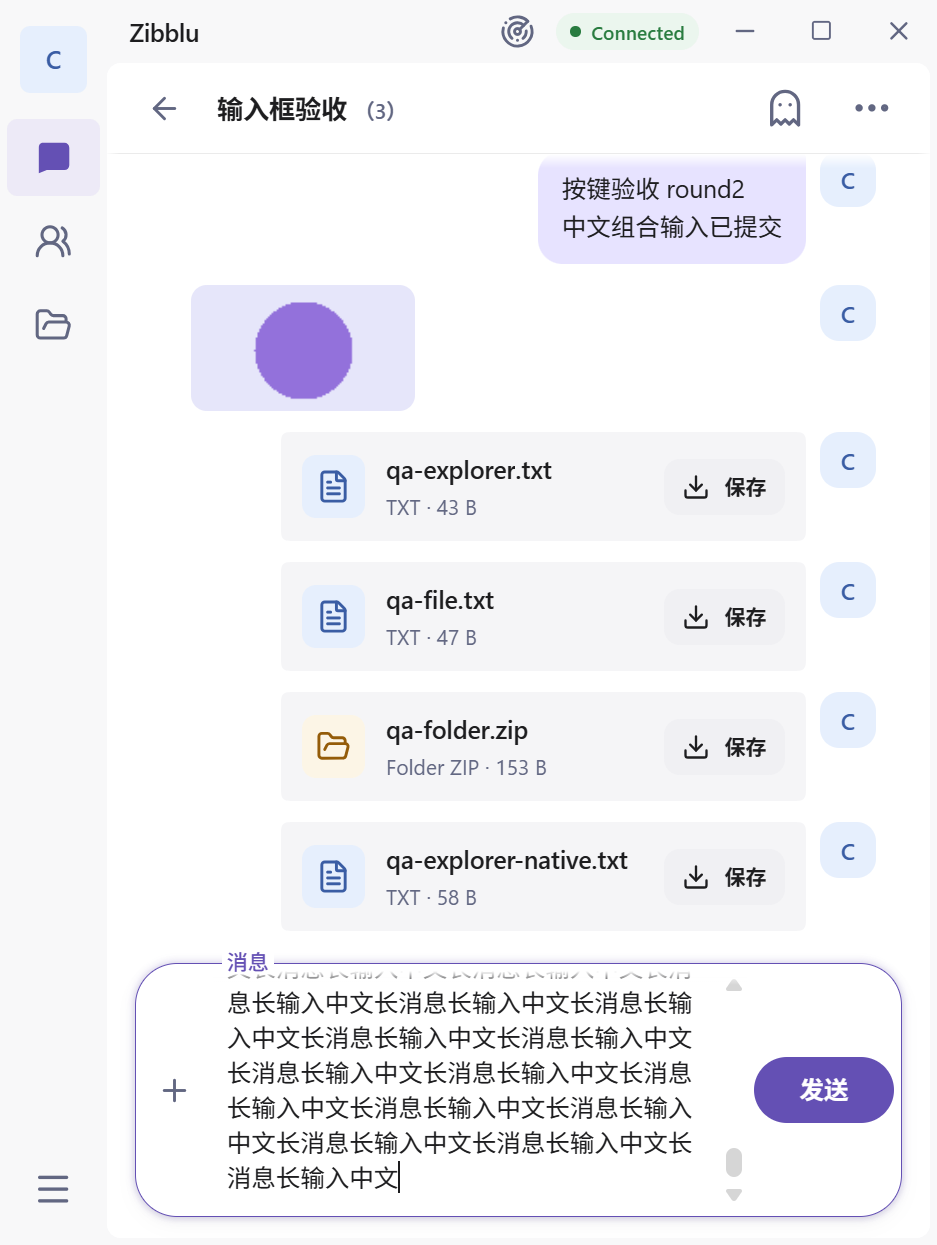 Zibblu
Connected
C
输入框验收 (3)
按键验收 round2
C
中文组合输入已提交
C
qa-explorer.txt
TXT · 43 B
保存
C
qa-file.txt
TXT · 47 B
保存
C
qa-folder.zip
Folder ZIP · 153 B
保存
C
qa-explorer-native.txt
TXT · 58 B
保存
C
消息
息长输入中文长消息长输入中文长消息长输
入中文长消息长输入中文长消息长输入中文
长消息长输入中文长消息长输入中文长消息
长输入中文长消息长输入中文长消息长输入
中文长消息长输入中文长消息长输入中文长
消息长输入中文
发送